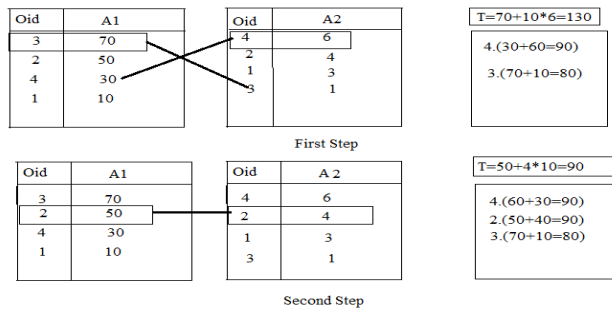 Oid A1
3 70
2 50
4 30
1 10
Oid A2
4 6
2 4
1 3
3 1
T=70+10*6=130
4.(30+60=90)
3.(70+10=80)
First Step
Oid A1
3 70
2 50
4 30
1 10
Oid A 2
4 6
2 4
1 3
3 1
T=50+4*10=90
4.(60+30=90)
2.(50+40=90)
3.(70+10=80)
Second Step